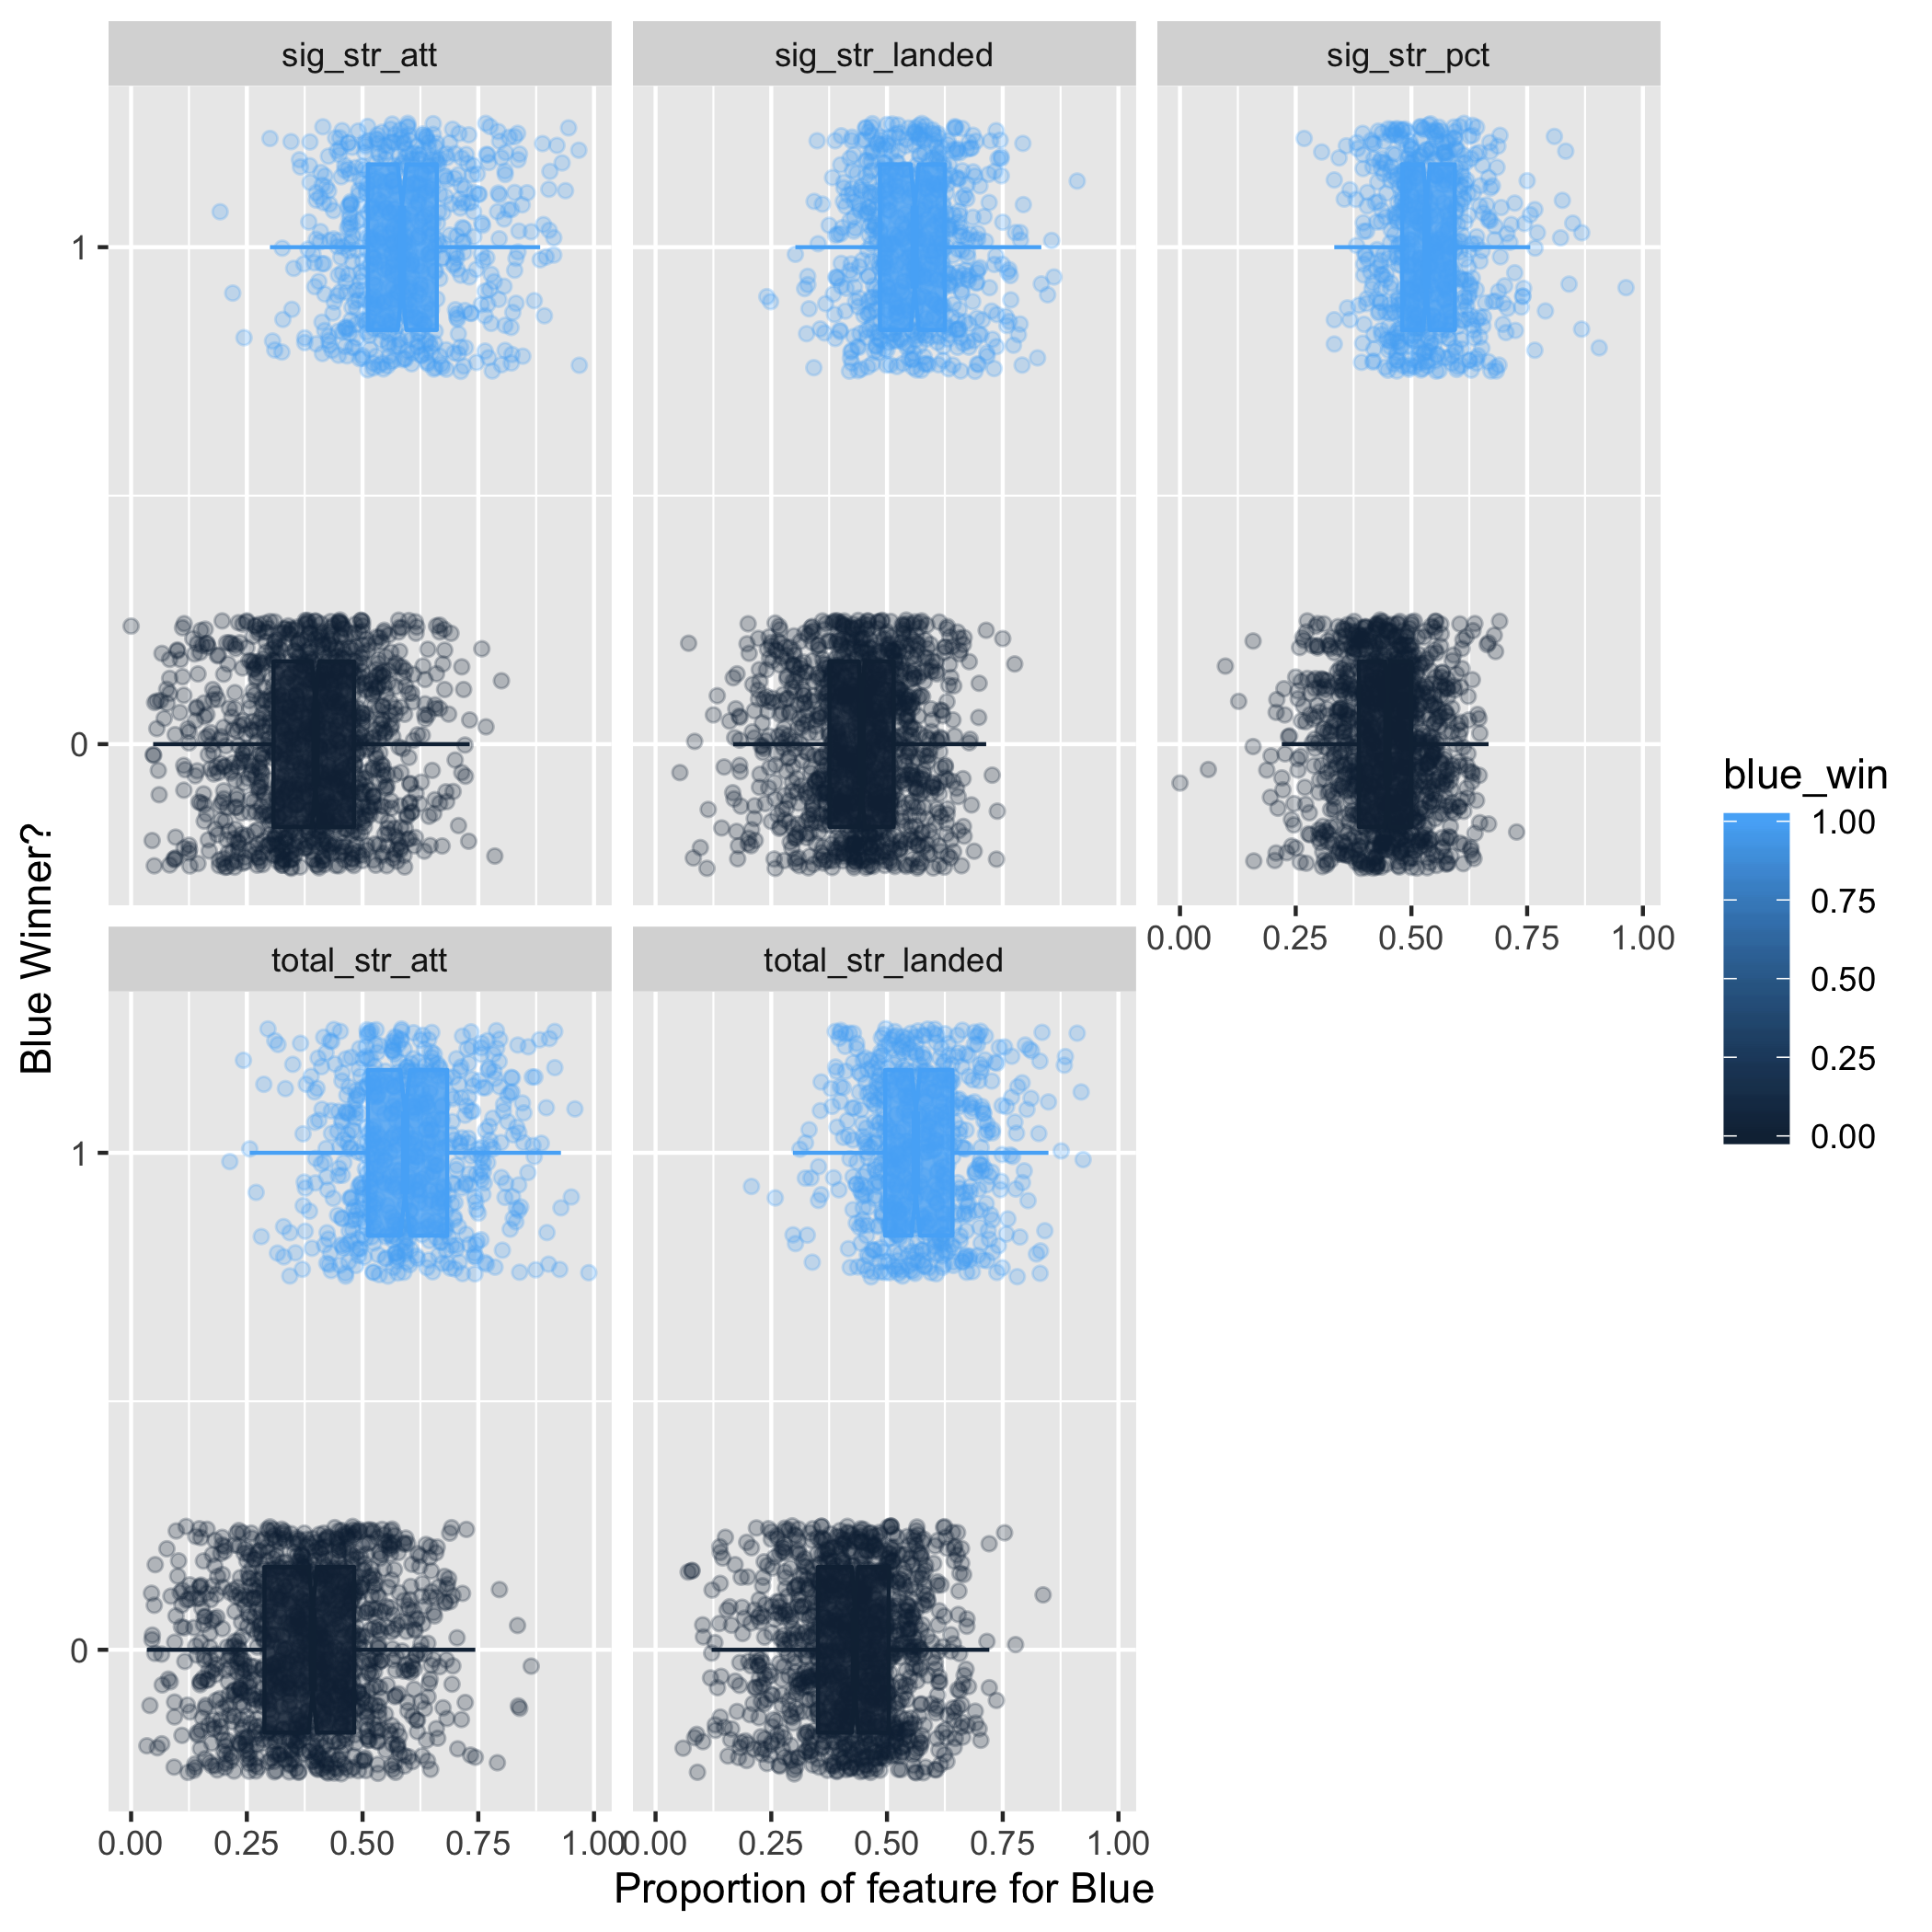 sig_str_att
sig_str_landed
sig_str_pct
1
0
0.00 0.25 0.50 0.75 1.00
total_str_att
total_str_landed
1
0
0.00 0.25 0.50 0.75 1.00
0.00 0.25 0.50 0.75 1.00
Proportion of feature for Blue
Blue Winner?
blue_win
1.00
0.75
0.50
0.25
0.00